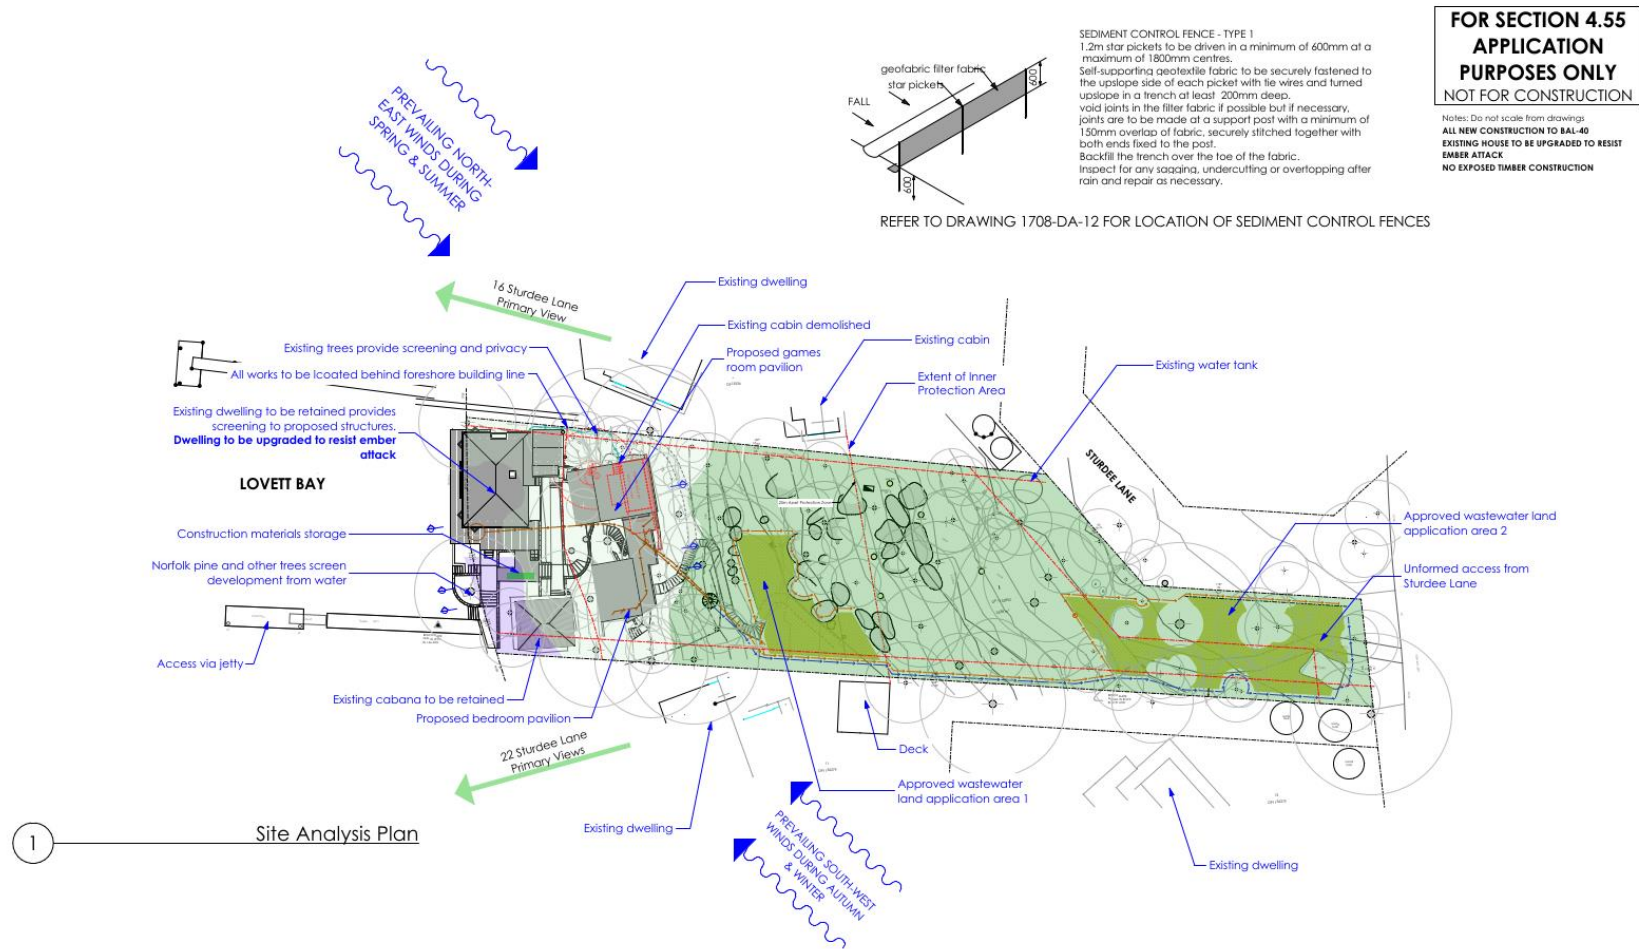 FOR SECTION 4.55
APPLICATION
PURPOSES ONLY
NOT FOR CONSTRUCTION
Notes: Do not scale from drawings
ALL NEW CONSTRUCTION TO BAL-40
EXISTING HOUSE TO BE UPGRADED TO RESIST
EMBER ATTACK
NO EXPOSED TIMBER CONSTRUCTION
SEDIMENT CONTROL FENCE - TYPE 1
1.2m star pickets to be driven in a minimum of 600mm at a
maximum of 1800mm centres.
Self-supporting geotextile fabric to be securely fastened to
the upslope side of each picket with tie wires and turned
upslope in a trench at least 200mm deep.
void joints in the filter fabric if possible but if necessary,
joints are to be made at a support post with a minimum of
150mm overlap of fabric, securely stitched together with
both ends fixed to the post.
Backfill the trench over the toe of the fabric.
Inspect for any sagging, undercutting or overtopping after
rain and repair as necessary.
geofabric filter fabric
star pickets
FALL
600
600
REFER TO DRAWING 1708-DA-12 FOR LOCATION OF SEDIMENT CONTROL FENCES
PREVAILING NORTH-
EAST WINDS DURING
SPRING & SUMMER
16 Sturdee Lane
Primary View
Existing dwelling
Existing cabin demolished
Existing cabin
Existing trees provide screening and privacy
Proposed games
room pavilion
Existing water tank
All works to be lcoated behind foreshore building line
Extent of Inner
Protection Area
Existing dwelling to be retained provides
screening to proposed structures.
Dwelling to be upgraded to resist ember
attack
STURDEE LANE
LOVETT BAY
Approved wastewater land
application area 2
Construction materials storage
Norfolk pine and other trees screen
development from water
Unformed access from
Sturdee Lane
Access via jetty
Existing cabana to be retained
Proposed bedroom pavilion
22 Sturdee Lane
Primary Views
Deck
Approved wastewater
land application area 1
Existing dwelling
PREVAILING SOUTH-WEST
WINDS DURING AUTUMN
& WINTER
Existing dwelling
1
Site Analysis Plan